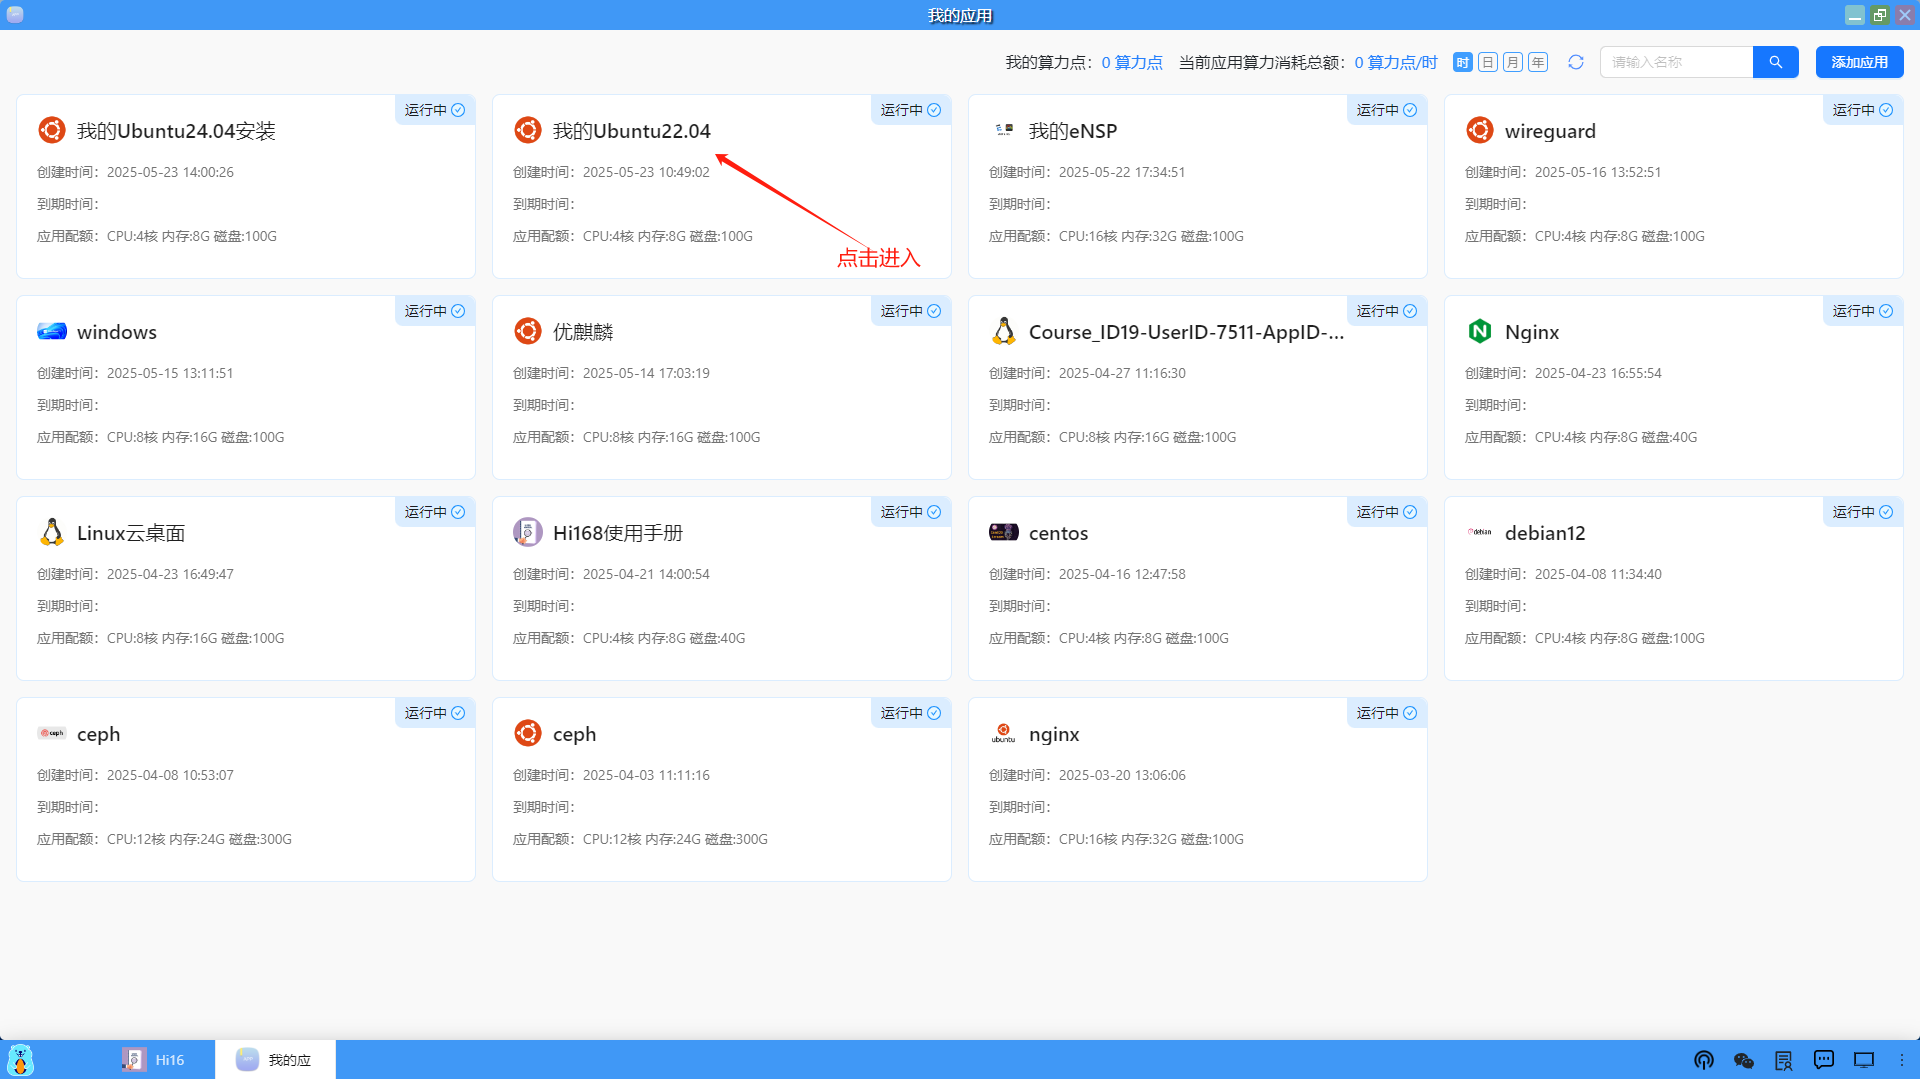 我的应用
我的算力点: 0 算力点 当前应用算力消耗总额: 0 算力点/时 时 日 月 年 请输入名称 添加应用
运行中
我的Ubuntu24.04安装
创建时间: 2025-05-23 14:00:26
到期时间:
应用配额: CPU:4核 内存:8G 磁盘:100G
运行中
我的Ubuntu22.04
创建时间: 2025-05-23 10:49:02
到期时间:
应用配额: CPU:4核 内存:8G 磁盘:100G
点击进入
运行中
我的eNSP
创建时间: 2025-05-22 17:34:51
到期时间:
应用配额: CPU:16核 内存:32G 磁盘:100G
运行中
wireguard
创建时间: 2025-05-16 13:52:51
到期时间:
应用配额: CPU:4核 内存:8G 磁盘:100G
运行中
windows
创建时间: 2025-05-15 13:11:51
到期时间:
应用配额: CPU:8核 内存:16G 磁盘:100G
运行中
优麒麟
创建时间: 2025-05-14 17:03:19
到期时间:
应用配额: CPU:8核 内存:16G 磁盘:100G
运行中
Course_ID19-UserID-7511-AppID-...
创建时间: 2025-04-27 11:16:30
到期时间:
应用配额: CPU:8核 内存:16G 磁盘:100G
运行中
Nginx
创建时间: 2025-04-23 16:55:54
到期时间:
应用配额: CPU:4核 内存:8G 磁盘:40G
运行中
Linux云桌面
创建时间: 2025-04-23 16:49:47
到期时间:
应用配额: CPU:8核 内存:16G 磁盘:100G
运行中
Hi168使用手册
创建时间: 2025-04-21 14:00:54
到期时间:
应用配额: CPU:4核 内存:8G 磁盘:40G
运行中
centos
创建时间: 2025-04-16 12:47:58
到期时间:
应用配额: CPU:4核 内存:8G 磁盘:100G
运行中
debian
debian12
创建时间: 2025-04-08 11:34:40
到期时间:
应用配额: CPU:4核 内存:8G 磁盘:100G
运行中
ceph
ceph
创建时间: 2025-04-08 10:53:07
到期时间:
应用配额: CPU:12核 内存:24G 磁盘:300G
运行中
ceph
创建时间: 2025-04-03 11:11:16
到期时间:
应用配额: CPU:12核 内存:24G 磁盘:300G
运行中
ubuntu
nginx
创建时间: 2025-03-20 13:06:06
到期时间:
应用配额: CPU:16核 内存:32G 磁盘:100G
Hi16
我的应